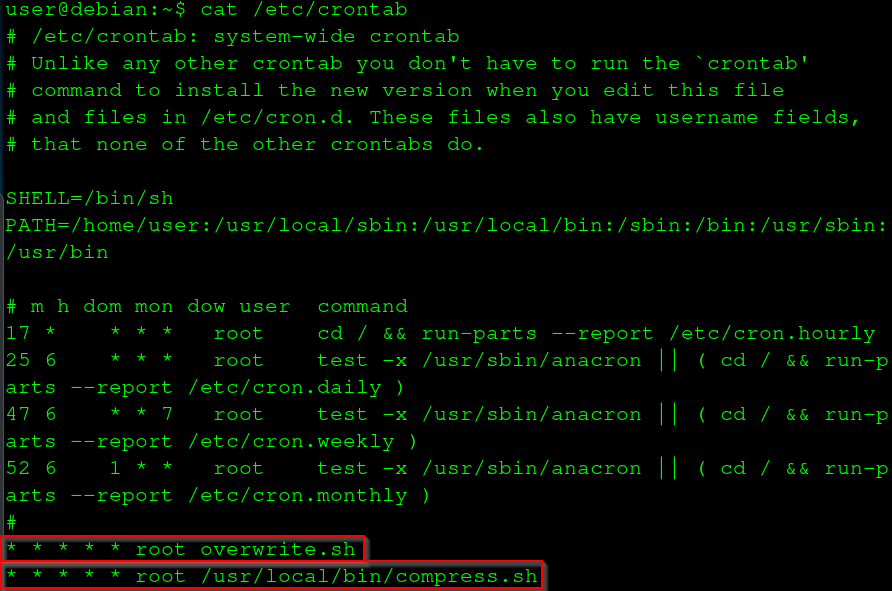 user@debian:~$ cat /etc/crontab
# /etc/crontab: system-wide crontab
# Unlike any other crontab you don't have to run the `crontab'
# command to install the new version when you edit this file
# and files in /etc/cron.d. These files also have username fields,
# that none of the other crontabs do.
SHELL=/bin/sh
PATH=/home/user:/usr/local/sbin:/usr/local/bin:/sbin:/bin:/usr/sbin:
/usr/bin
# m h dom mon dow user  command
17 *    * * *   root    cd / && run-parts --report /etc/cron.hourly
25 6    * * *   root    test -x /usr/sbin/anacron || ( cd / && run-p
arts --report /etc/cron.daily )
47 6    * * 7   root    test -x /usr/sbin/anacron || ( cd / && run-p
arts --report /etc/cron.weekly )
52 6    1 * *   root    test -x /usr/sbin/anacron || ( cd / && run-p
arts --report /etc/cron.monthly )
#
* * * * * root overwrite.sh
* * * * * root /usr/local/bin/compress.sh